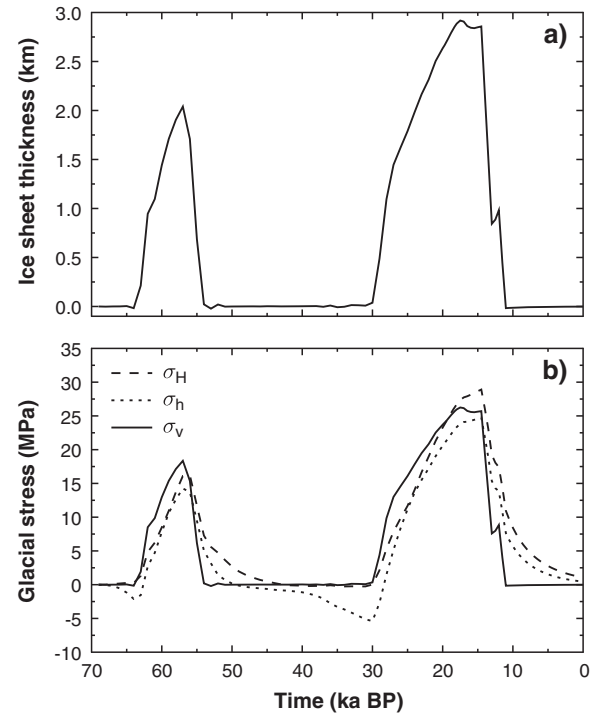 a)
Ice sheet thickness (km)
3.0
2.5
2.0
1.5
1.0
0.5
0.0
b)
Glacial stress (MPa)
35
30
25
20
15
10
5
0
-5
-10
σH
σh
σv
70 60 50 40 30 20 10 0
Time (ka BP)